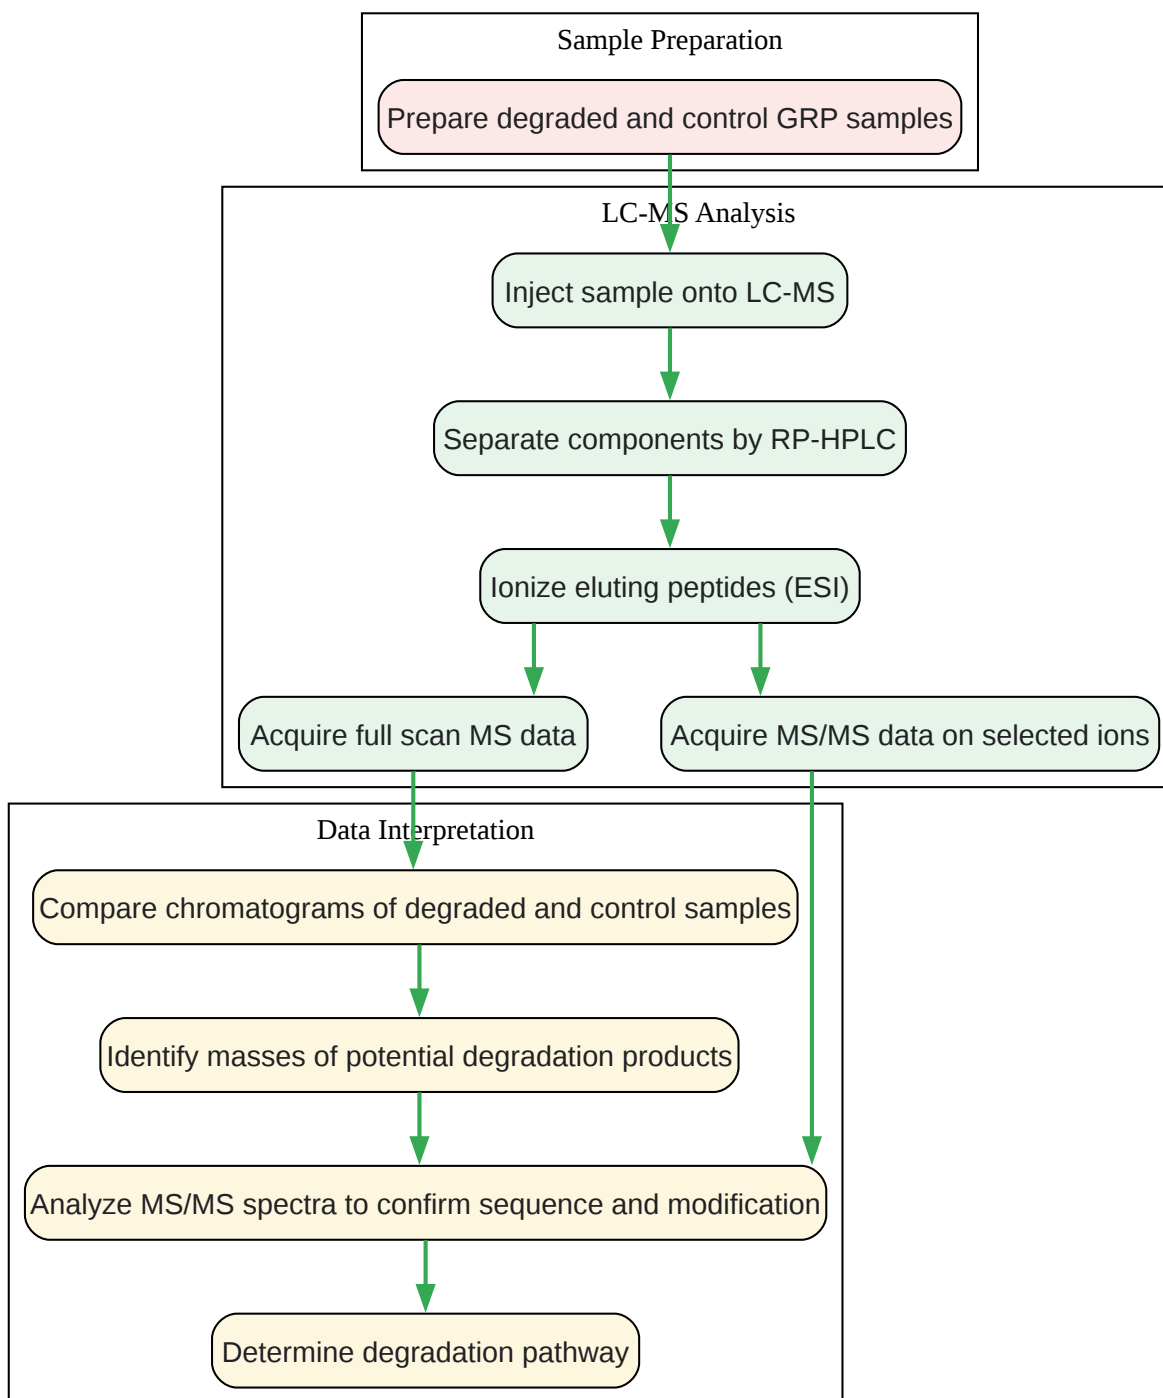 Sample Preparation
Prepare degraded and control GRP samples
LC-MS Analysis
Inject sample onto LC-MS
Separate components by RP-HPLC
Ionize eluting peptides (ESI)
Acquire full scan MS data
Acquire MS/MS data on selected ions
Data Interpretation
Compare chromatograms of degraded and control samples
Identify masses of potential degradation products
Analyze MS/MS spectra to confirm sequence and modification
Determine degradation pathway